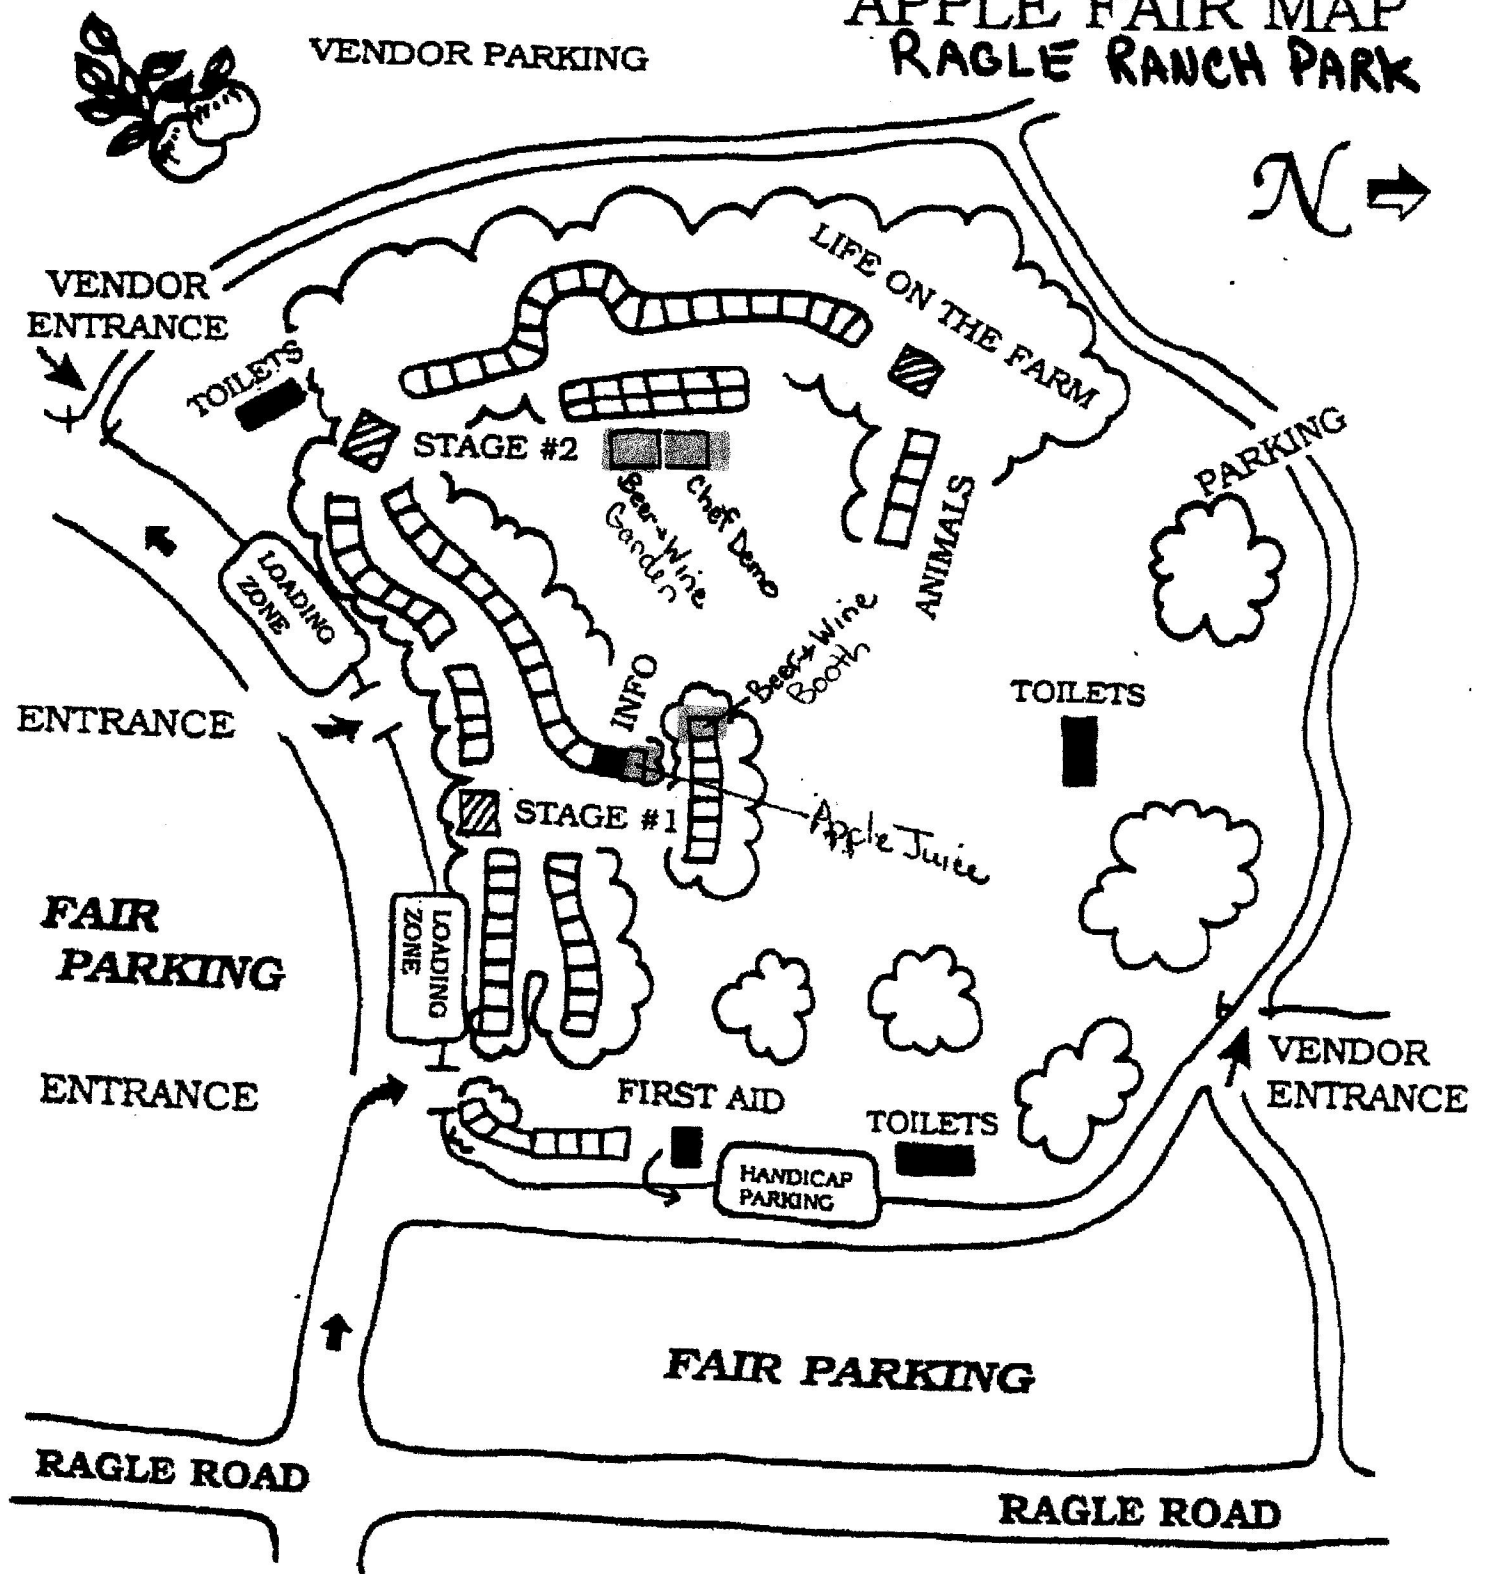 APPLE FAIR MAP
RAGLE RANCH PARK
VENDOR PARKING
N
LIFE ON THE FARM
VENDOR
ENTRANCE
TOILETS
STAGE #2
PARKING
Beer + Wine
Garden
Chef Demo
ANIMALS
LOADING
ZONE
Beer + Wine
Booth
INFO
TOILETS
ENTRANCE
STAGE #1
Apple Juice
FAIR
PARKING
LOADING
ZONE
VENDOR
ENTRANCE
ENTRANCE
FIRST AID
TOILETS
HANDICAP
PARKING
FAIR PARKING
RAGLE ROAD
RAGLE ROAD